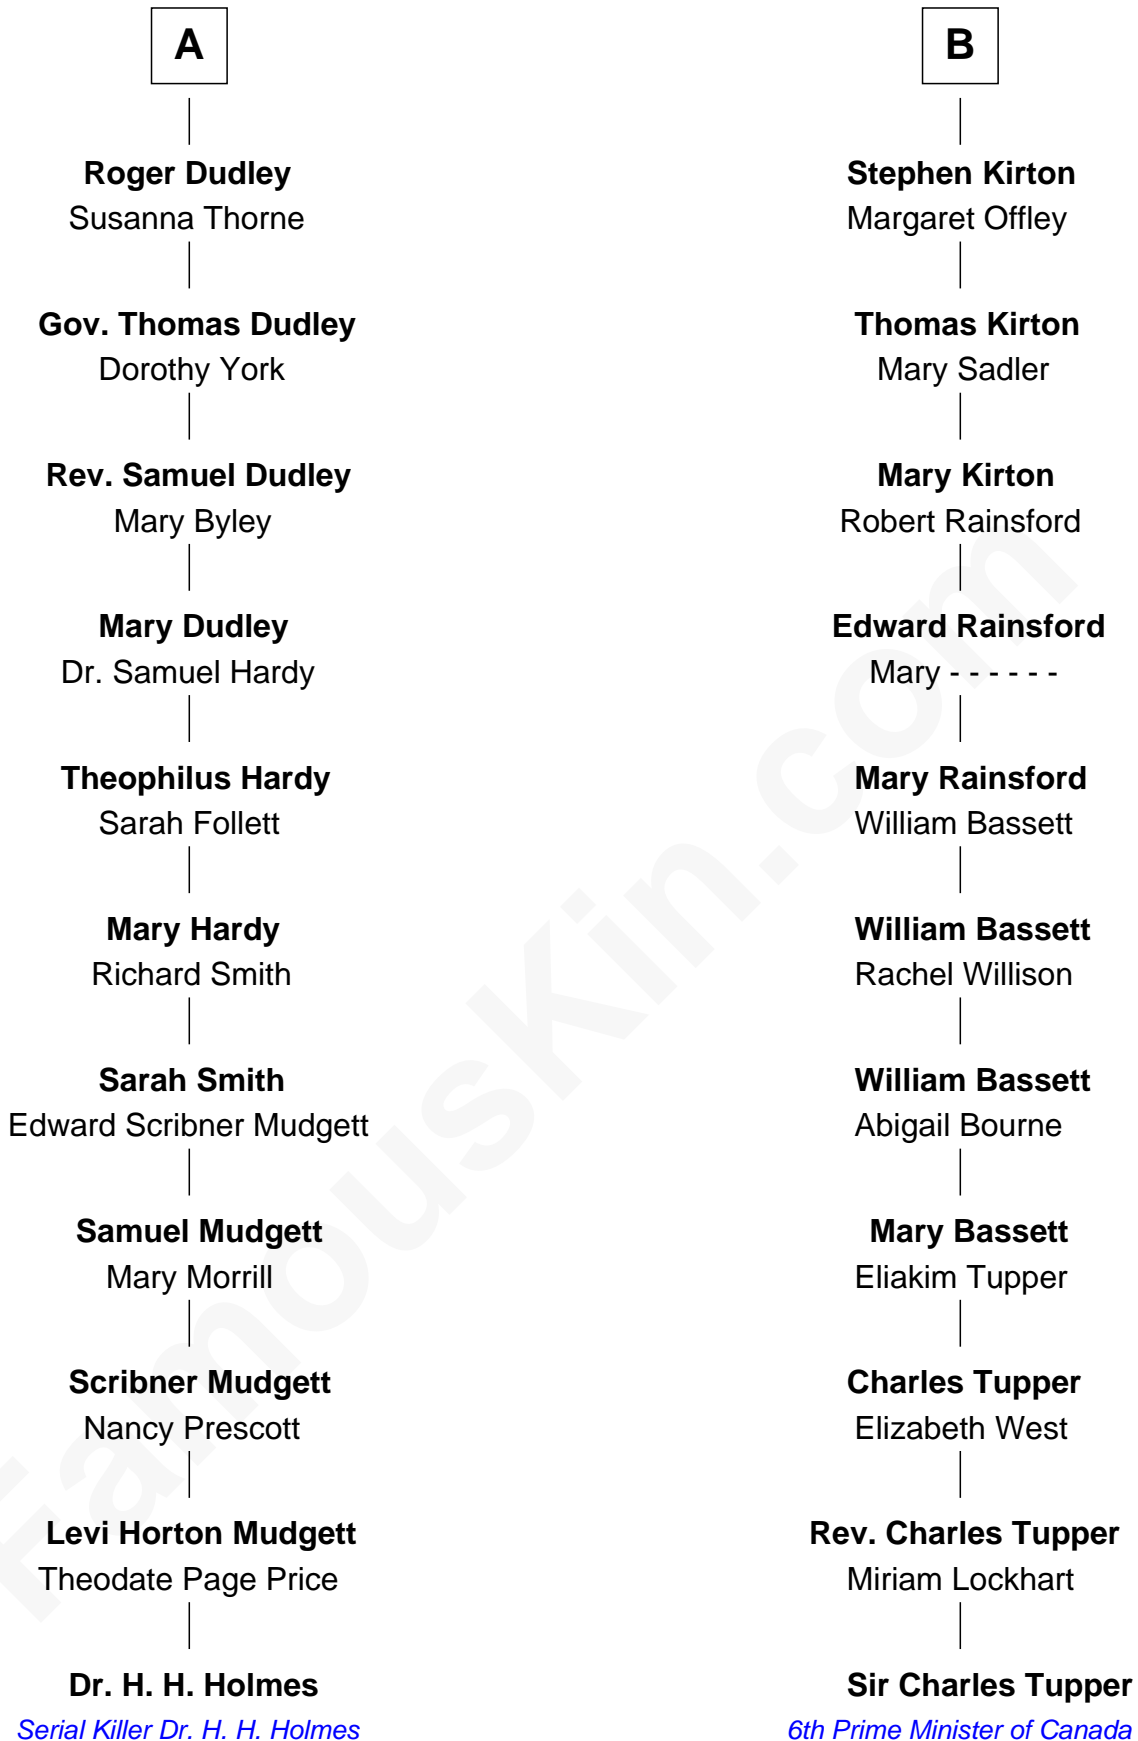 A
Roger Dudley
Susanna Thorne
Gov. Thomas Dudley
Dorothy York
Rev. Samuel Dudley
Mary Byley
Mary Dudley
Dr. Samuel Hardy
Theophilus Hardy
Sarah Follett
Mary Hardy
Richard Smith
Sarah Smith
Edward Scribner Mudgett
Samuel Mudgett
Mary Morrill
Scribner Mudgett
Nancy Prescott
Levi Horton Mudgett
Theodate Page Price
Dr. H. H. Holmes
Serial Killer Dr. H. H. Holmes
B
Stephen Kirton
Margaret Offley
Thomas Kirton
Mary Sadler
Mary Kirton
Robert Rainsford
Edward Rainsford
Mary - - - - - -
Mary Rainsford
William Bassett
William Bassett
Rachel Willison
William Bassett
Abigail Bourne
Mary Bassett
Eliakim Tupper
Charles Tupper
Elizabeth West
Rev. Charles Tupper
Miriam Lockhart
Sir Charles Tupper
6th Prime Minister of Canada
FamousKin.com